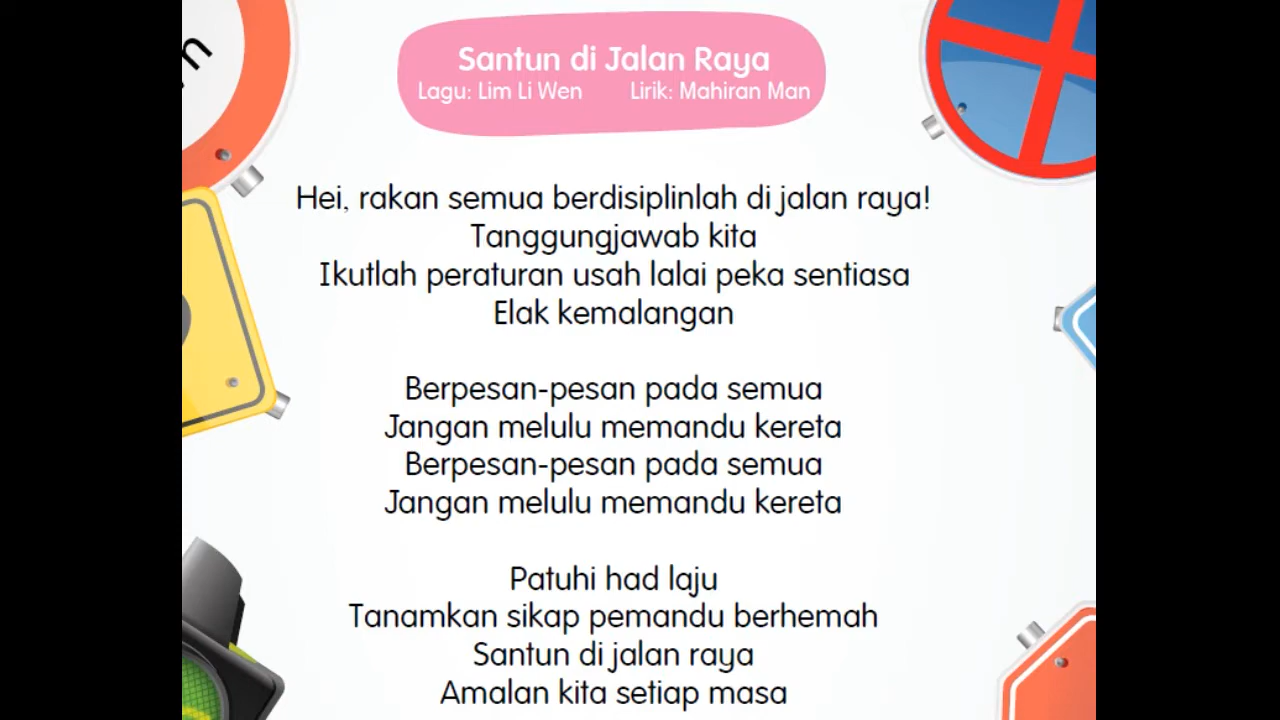 Santun di Jalan Raya
Lagu: Lim Li Wen Lirik: Mahiran Man
Hei, rakan semua berdisiplinlah di jalan raya!
Tanggungjawab kita
Ikutlah peraturan usah lalai peka sentiasa
Elak kemalangan
Berpesan-pesan pada semua
Jangan melulu memandu kereta
Berpesan-pesan pada semua
Jangan melulu memandu kereta
Patuhi had laju
Tanamkan sikap pemandu berhemah
Santun di jalan raya
Amalan kita setiap masa